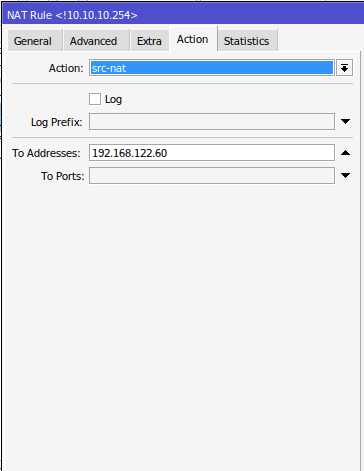 NAT Rule <!10.10.10.254>
General Advanced Extra Action Statistics
Action: src-nat
Log
Log Prefix:
To Addresses: 192.168.122.60
To Ports: